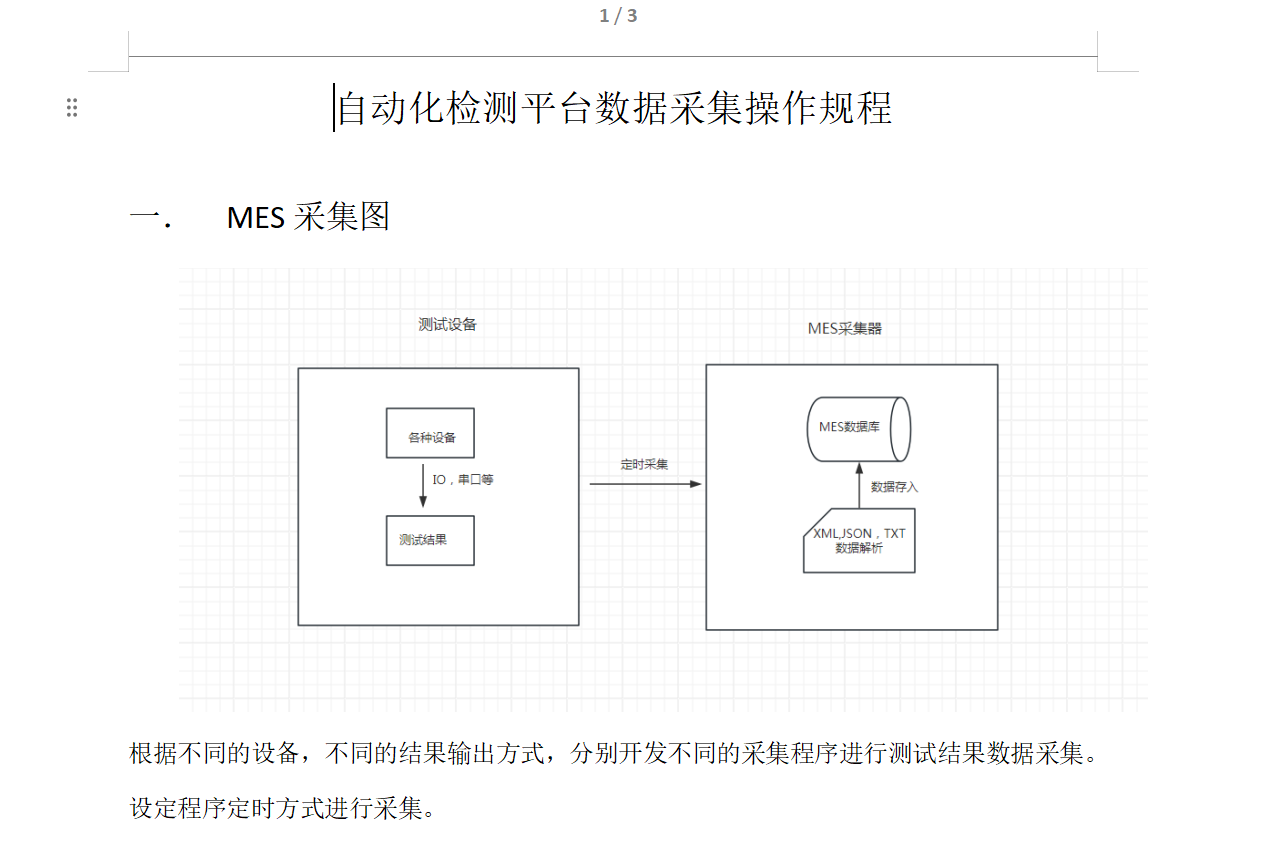 1 / 3
自动化检测平台数据采集操作规程
一． MES 采集图
测试设备
MES采集器
各种设备
IO，串口等
测试结果
定时采集
MES数据库
数据存入
XML,JSON，TXT
数据解析
根据不同的设备，不同的结果输出方式，分别开发不同的采集程序进行测试结果数据采集。
设定程序定时方式进行采集。